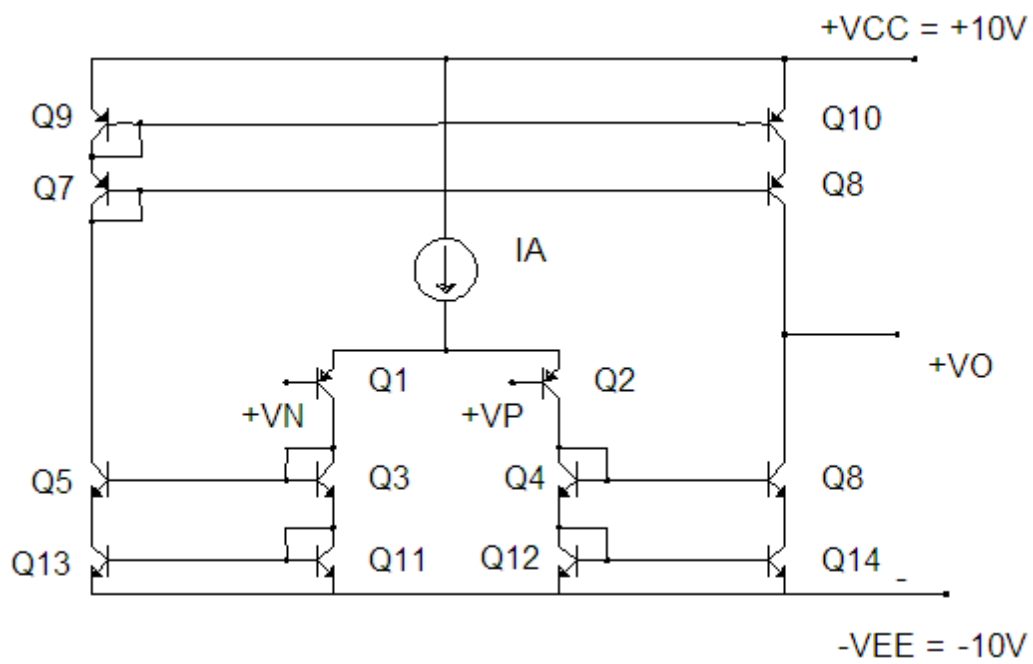 +VCC = +10V
Q9
Q10
Q7
Q8
IA
Q1
Q2
+VO
+VN
+VP
Q5
Q3
Q4
Q8
Q13
Q11
Q12
Q14
-
-VEE = -10V